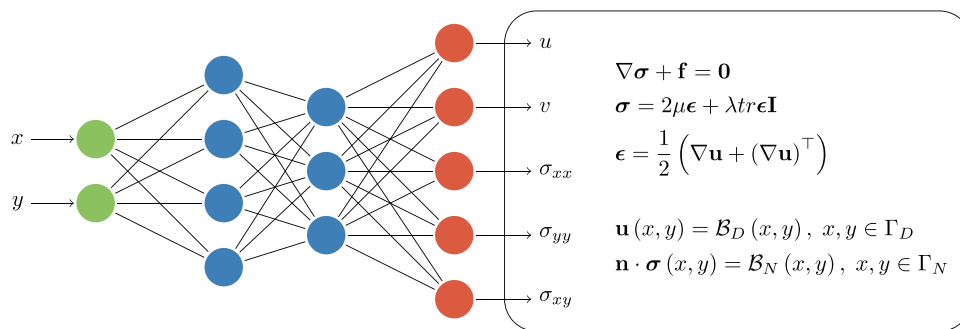 x
y
u
v
σ_xx
σ_yy
σ_xy
∇𝝈 + 𝐟 = 𝟎
𝝈 = 2μ𝝐 + λtr𝝐𝐈
𝝐 = 1/2 (∇𝐮 + (∇𝐮)^⊤)
𝐮 (x, y) = ℬ_D (x, y) , x, y ∈ Γ_D
𝐧 · 𝝈 (x, y) = ℬ_N (x, y) , x, y ∈ Γ_N